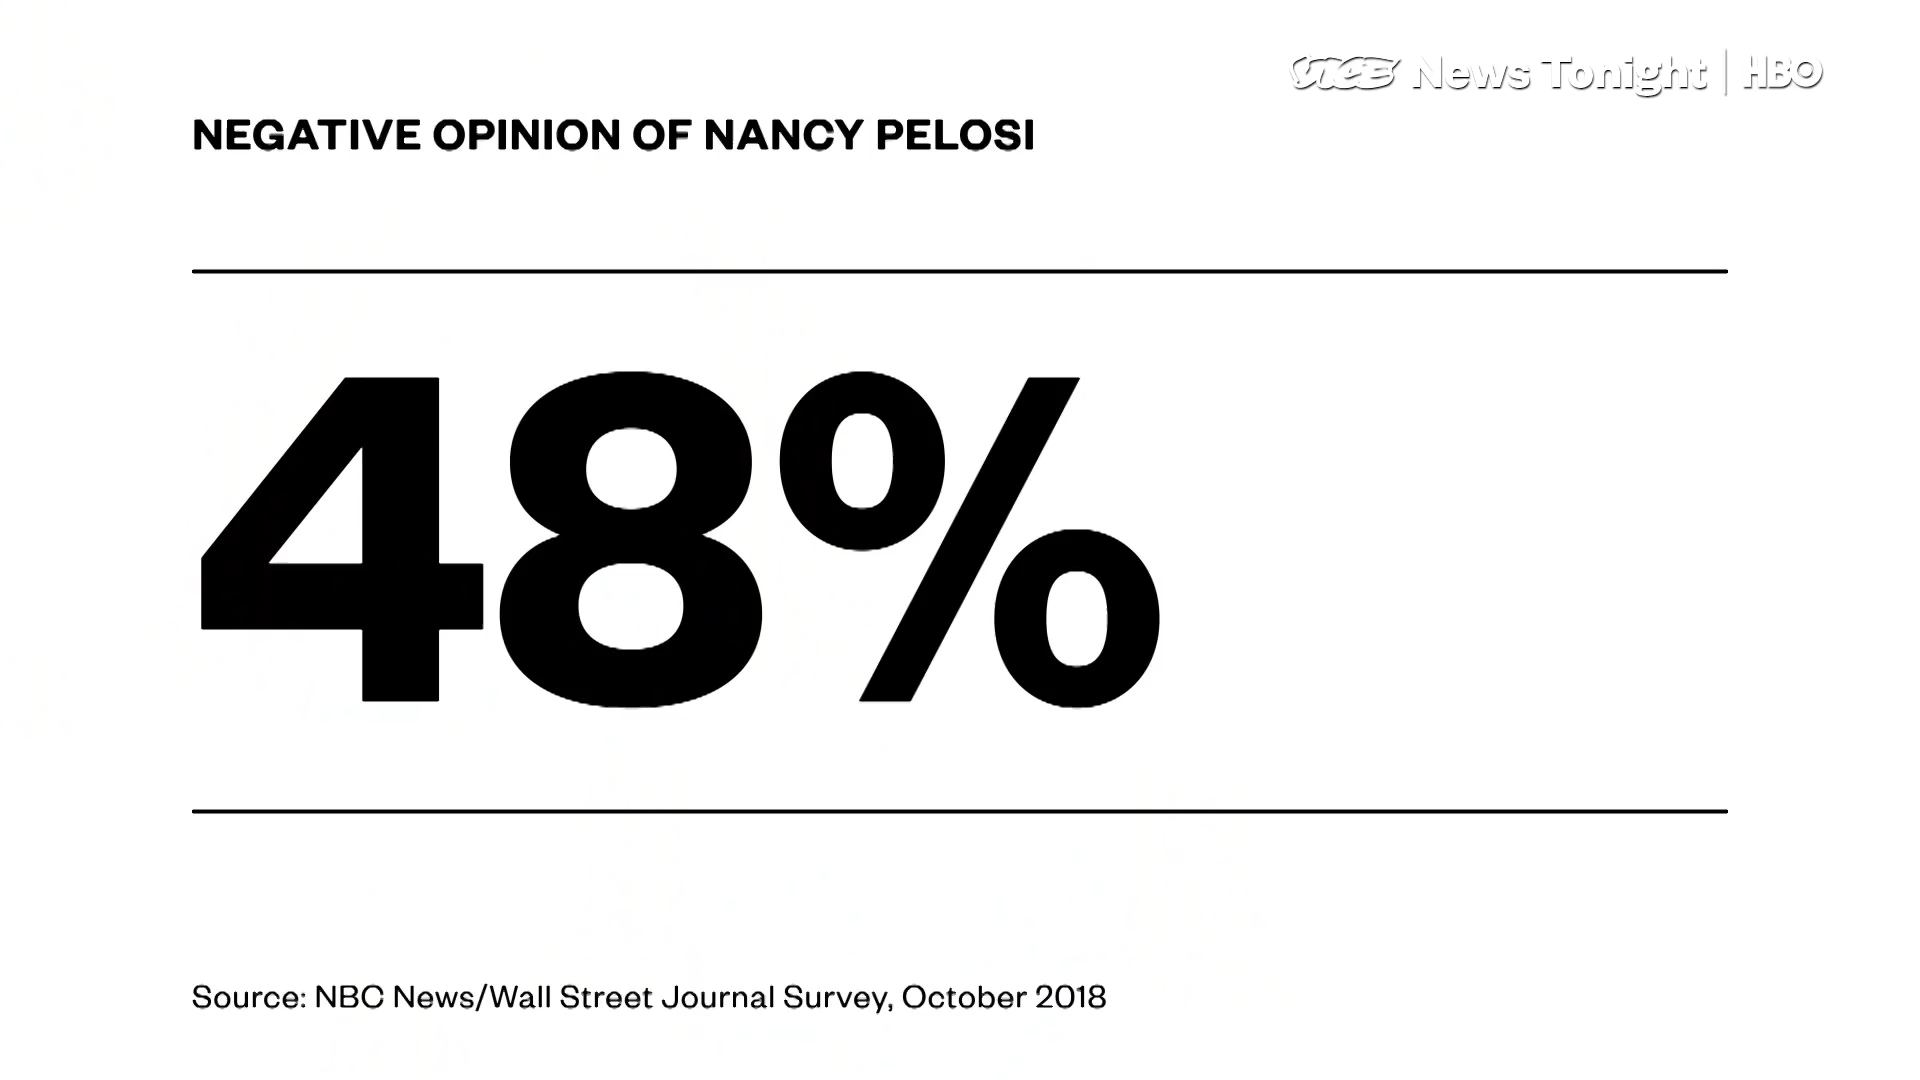 VICE News Tonight | HBO
NEGATIVE OPINION OF NANCY PELOSI
48%
Source: NBC News/Wall Street Journal Survey, October 2018